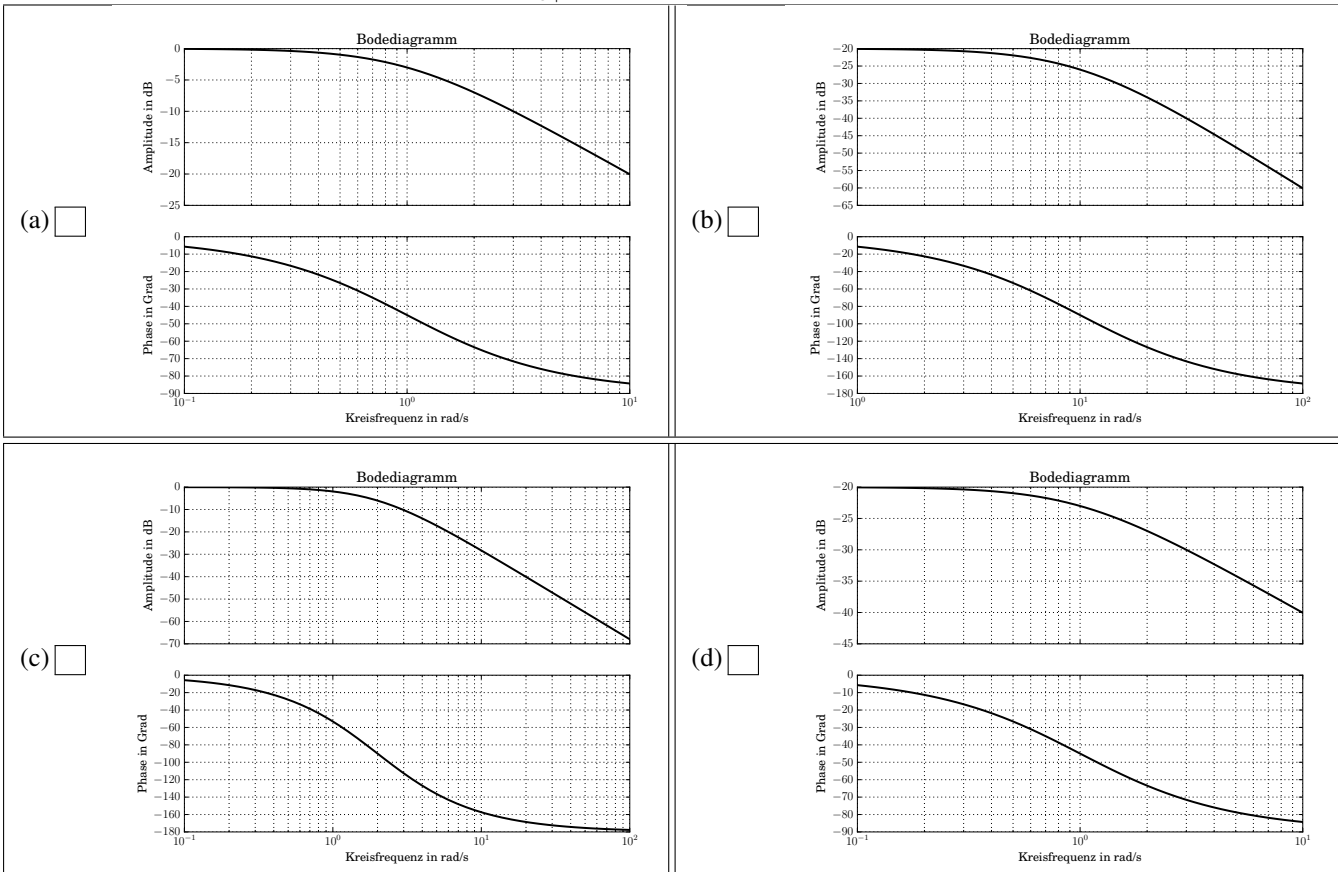 (a)
Bodediagramm
Amplitude in dB
0
−5
−10
−15
−20
−25
Phase in Grad
0
−10
−20
−30
−40
−50
−60
−70
−80
−90
10⁻¹ 10⁰ 10¹
Kreisfrequenz in rad/s
(b)
Bodediagramm
Amplitude in dB
−20
−25
−30
−35
−40
−45
−50
−55
−60
−65
Phase in Grad
0
−20
−40
−60
−80
−100
−120
−140
−160
−180
10⁰ 10¹ 10²
Kreisfrequenz in rad/s
(c)
Bodediagramm
Amplitude in dB
0
−10
−20
−30
−40
−50
−60
−70
Phase in Grad
0
−20
−40
−60
−80
−100
−120
−140
−160
−180
10⁻¹ 10⁰ 10¹ 10²
Kreisfrequenz in rad/s
(d)
Bodediagramm
Amplitude in dB
−20
−25
−30
−35
−40
−45
Phase in Grad
0
−10
−20
−30
−40
−50
−60
−70
−80
−90
10⁻¹ 10⁰ 10¹
Kreisfrequenz in rad/s